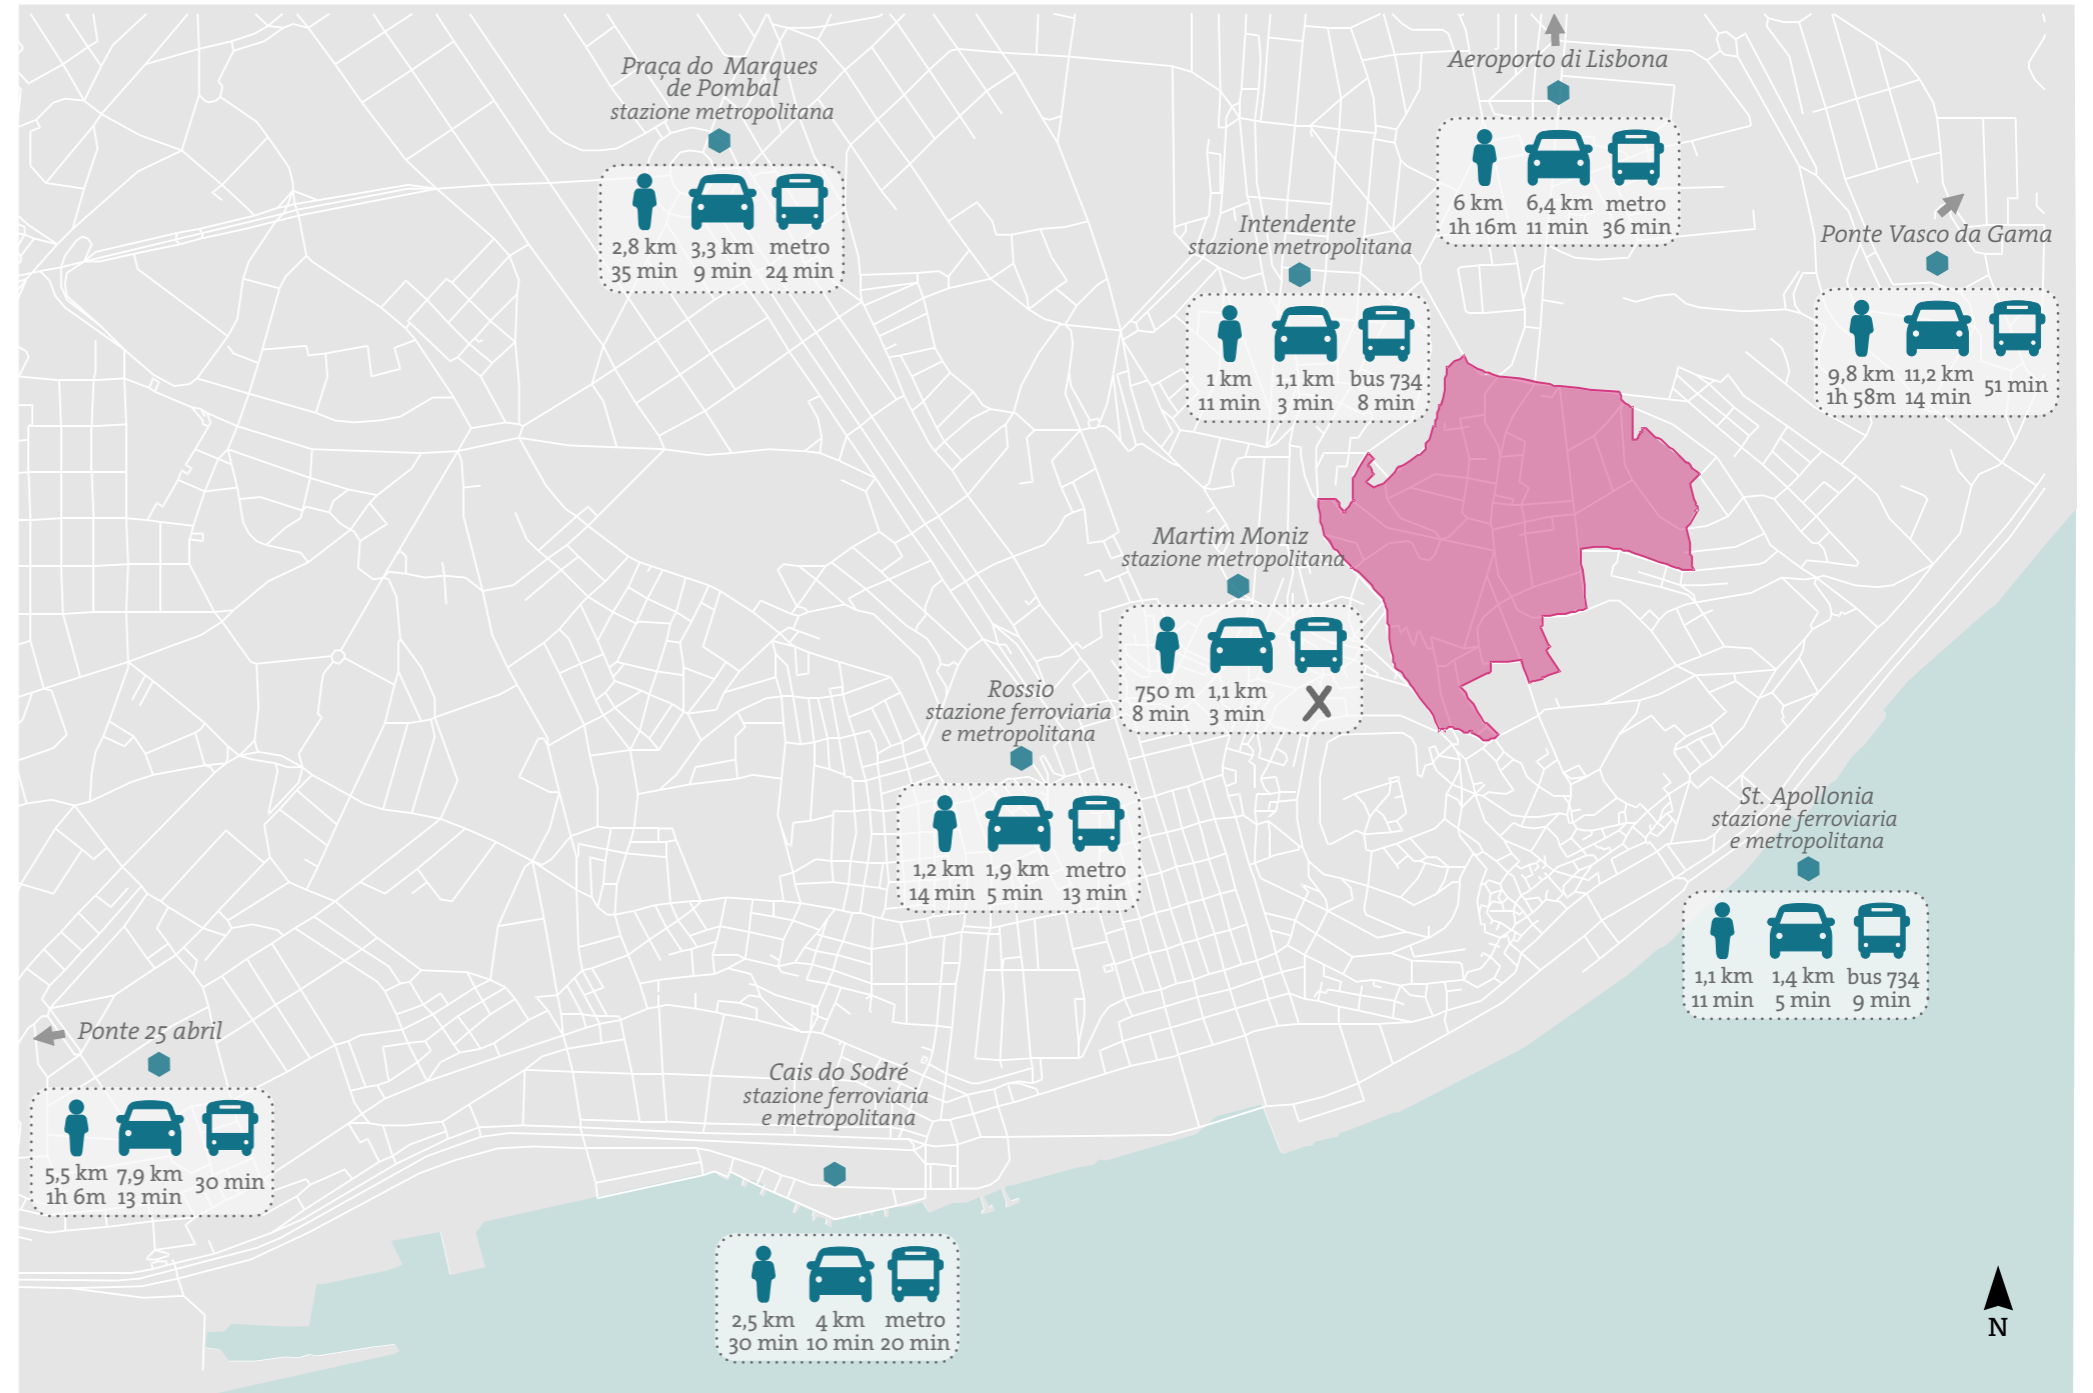 Praça do Marques
de Pombal
stazione metropolitana
2,8 km 3,3 km metro
35 min 9 min 24 min
Aeroporto di Lisbona
6 km 6,4 km metro
1h 16m 11 min 36 min
Intendente
stazione metropolitana
1 km 1,1 km bus 734
11 min 3 min 8 min
Ponte Vasco da Gama
9,8 km 11,2 km 51 min
1h 58m 14 min
Martim Moniz
stazione metropolitana
750 m 1,1 km X
8 min 3 min
Rossio
stazione ferroviaria
e metropolitana
1,2 km 1,9 km metro
14 min 5 min 13 min
St. Apollonia
stazione ferroviaria
e metropolitana
1,1 km 1,4 km bus 734
11 min 5 min 9 min
Ponte 25 abril
5,5 km 7,9 km 30 min
1h 6m 13 min
Cais do Sodré
stazione ferroviaria
e metropolitana
2,5 km 4 km metro
30 min 10 min 20 min
N